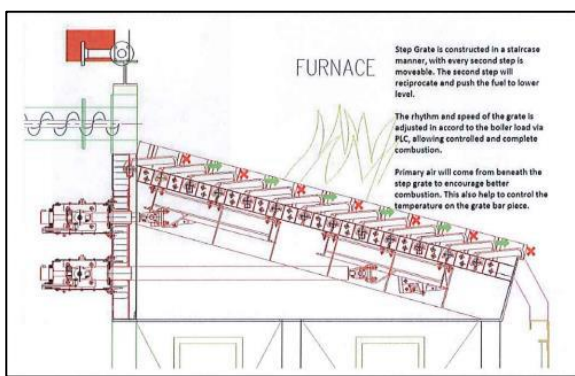 FURNACE
Step Grate is constructed in a staircase
manner, with every second step is
moveable. The second step will
reciprocate and push the fuel to lower
level.
The rhythm and speed of the grate is
adjusted in accord to the boiler load via
PLC, allowing controlled and complete
combustion.
Primary air will come from beneath the
step grate to encourage better
combustion. This also help to control the
temperature on the grate bar piece.